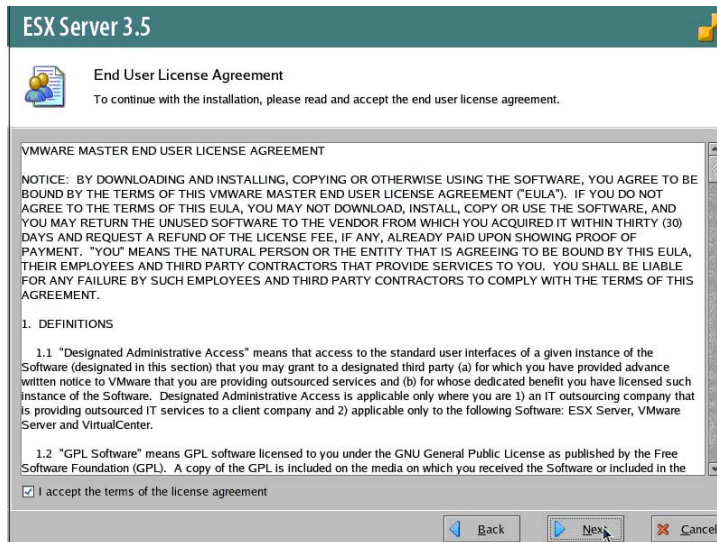 ESX Server 3.5
End User License Agreement
To continue with the installation, please read and accept the end user license agreement.
VMWARE MASTER END USER LICENSE AGREEMENT
NOTICE: BY DOWNLOADING AND INSTALLING, COPYING OR OTHERWISE USING THE SOFTWARE, YOU AGREE TO BE
BOUND BY THE TERMS OF THIS VMWARE MASTER END USER LICENSE AGREEMENT ("EULA"). IF YOU DO NOT
AGREE TO THE TERMS OF THIS EULA, YOU MAY NOT DOWNLOAD, INSTALL, COPY OR USE THE SOFTWARE, AND
YOU MAY RETURN THE UNUSED SOFTWARE TO THE VENDOR FROM WHICH YOU ACQUIRED IT WITHIN THIRTY (30)
DAYS AND REQUEST A REFUND OF THE LICENSE FEE, IF ANY, ALREADY PAID UPON SHOWING PROOF OF
PAYMENT. "YOU" MEANS THE NATURAL PERSON OR THE ENTITY THAT IS AGREEING TO BE BOUND BY THIS EULA,
THEIR EMPLOYEES AND THIRD PARTY CONTRACTORS THAT PROVIDE SERVICES TO YOU. YOU SHALL BE LIABLE
FOR ANY FAILURE BY SUCH EMPLOYEES AND THIRD PARTY CONTRACTORS TO COMPLY WITH THE TERMS OF THIS
AGREEMENT.
1. DEFINITIONS
1.1 "Designated Administrative Access" means that access to the standard user interfaces of a given instance of the
Software (designated in this section) that you may grant to a designated third party (a) for which you have provided advance
written notice to VMware that you are providing outsourced services and (b) for whose dedicated benefit you have licensed such
instance of the Software. Designated Administrative Access is applicable only where you are 1) an IT outsourcing company that
is providing outsourced IT services to a client company and 2) applicable only to the following Software: ESX Server, VMware
Server and VirtualCenter.
1.2 "GPL Software" means GPL software licensed to you under the GNU General Public License as published by the Free
Software Foundation (GPL). A copy of the GPL is included on the media on which you received the Software or included in the
I accept the terms of the license agreement
Back Next Cancel